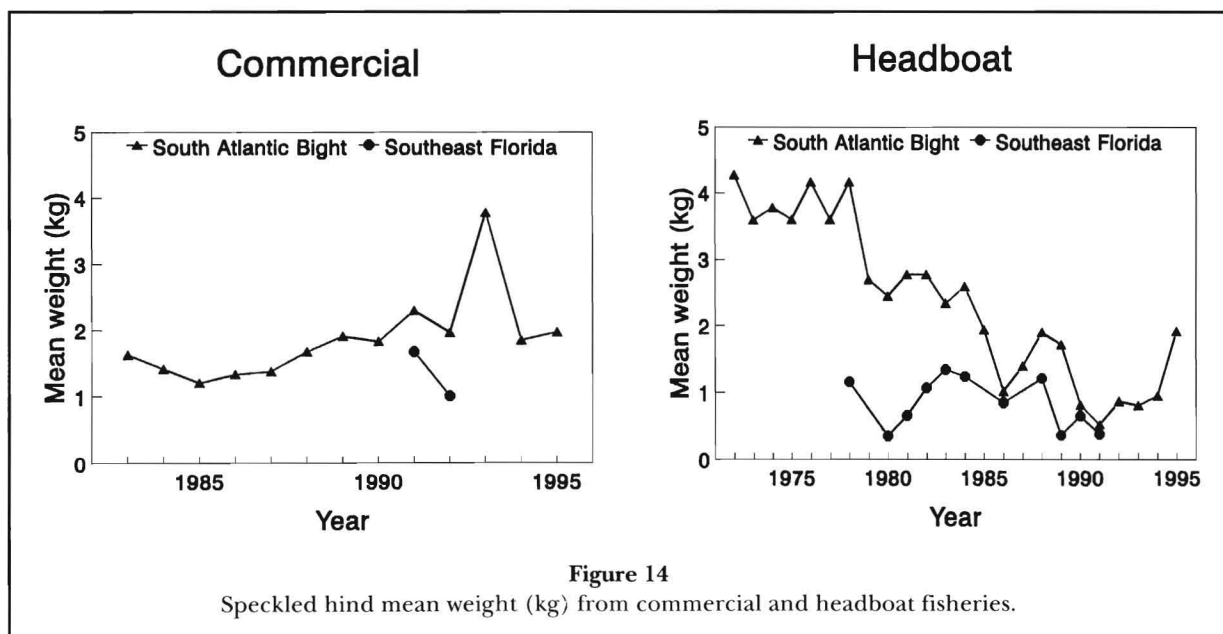 Commercial
5
4
3
2
1
0
Mean weight (kg)
South Atlantic Bight Southeast Florida
1985 1990 1995
Year
Headboat
5
4
3
2
1
0
Mean weight (kg)
South Atlantic Bight Southeast Florida
1975 1980 1985 1990 1995
Year
Figure 14
Speckled hind mean weight (kg) from commercial and headboat fisheries.